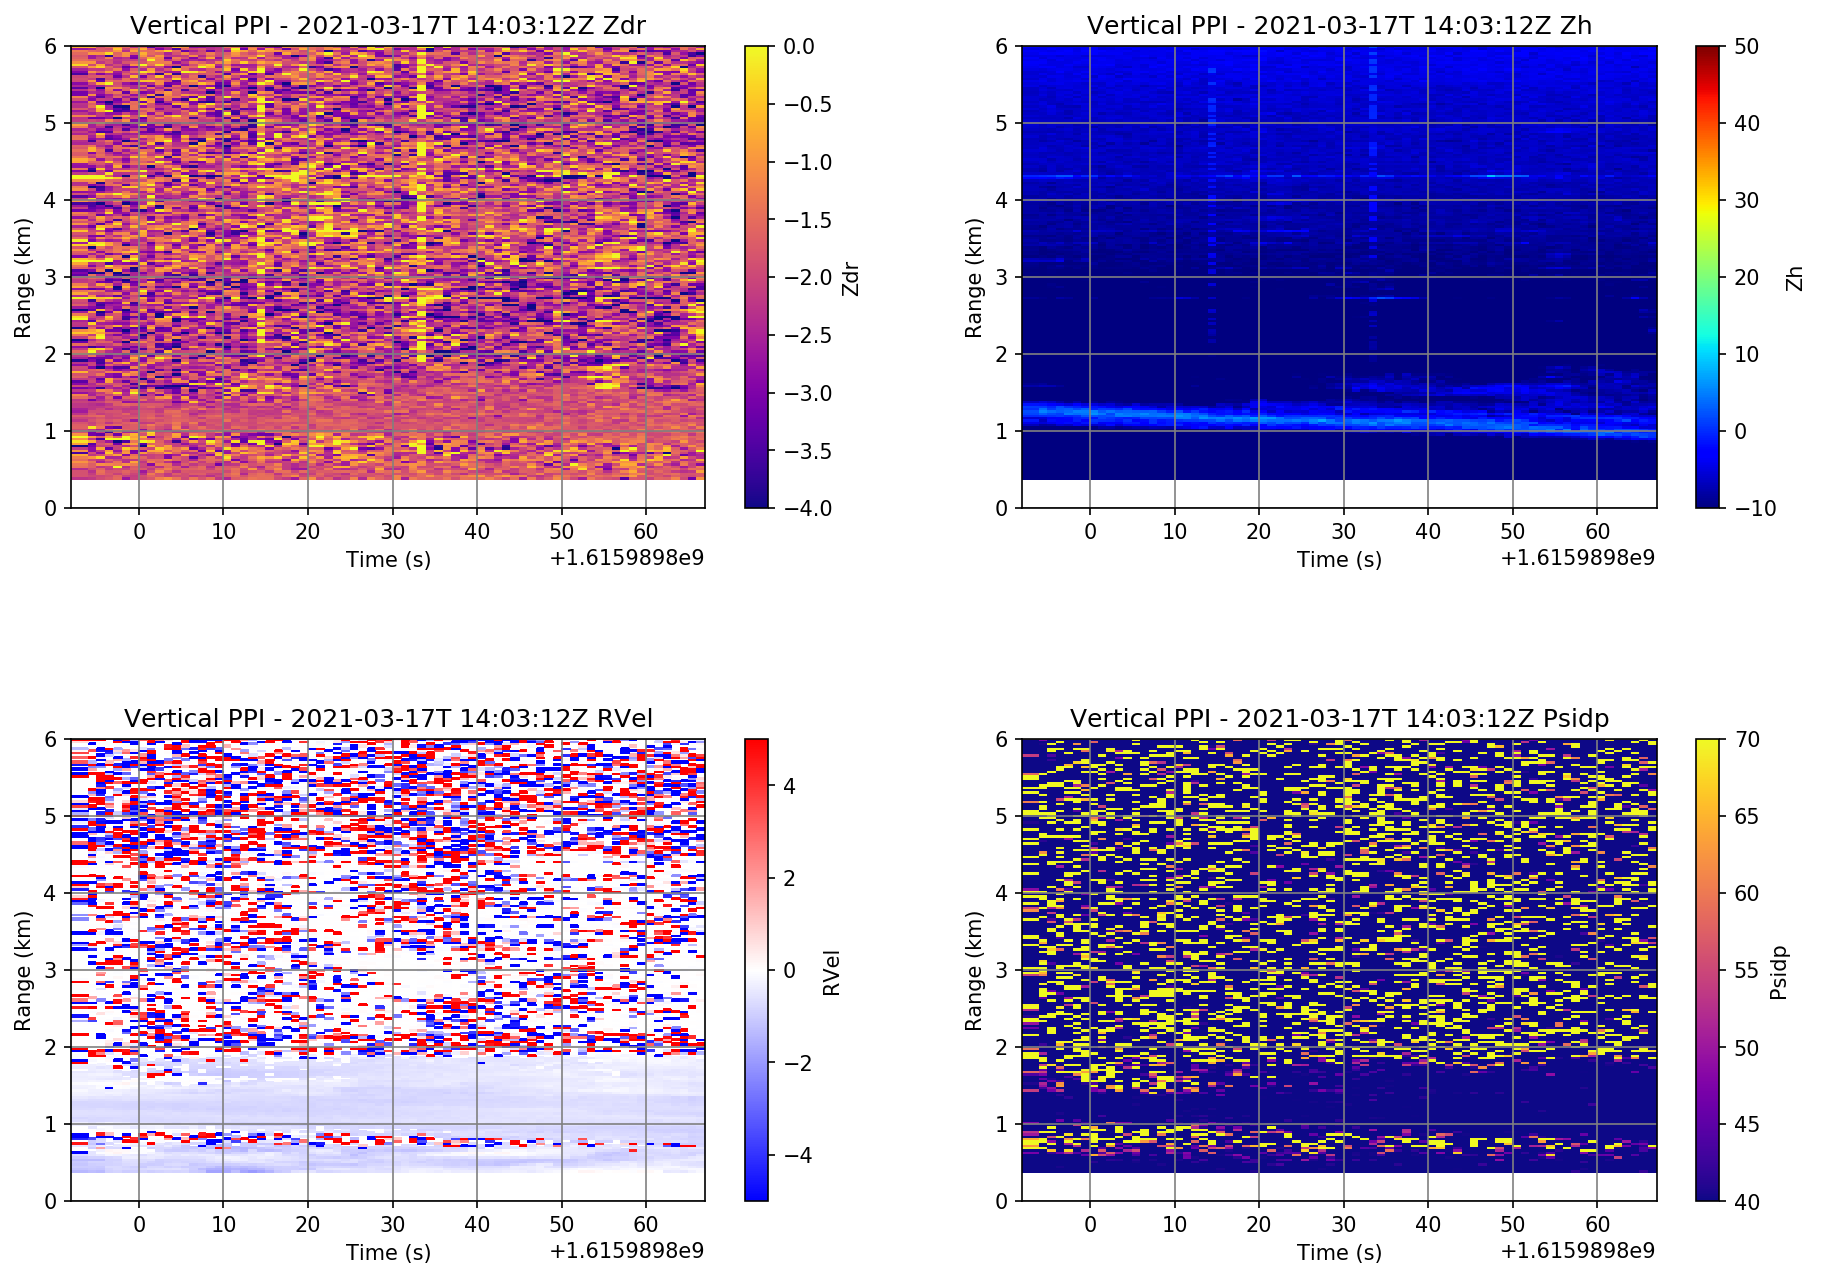 Vertical PPI - 2021-03-17T 14:03:12Z Zdr
6
5
4
3
2
1
0
Range (km)
0 10 20 30 40 50 60
Time (s)
+1.6159898e9
0.0
−0.5
−1.0
−1.5
−2.0
−2.5
−3.0
−3.5
−4.0
Zdr
Vertical PPI - 2021-03-17T 14:03:12Z Zh
6
5
4
3
2
1
0
Range (km)
0 10 20 30 40 50 60
Time (s)
+1.6159898e9
50
40
30
20
10
0
−10
Zh
Vertical PPI - 2021-03-17T 14:03:12Z RVel
6
5
4
3
2
1
0
Range (km)
0 10 20 30 40 50 60
Time (s)
+1.6159898e9
4
2
0
−2
−4
RVel
Vertical PPI - 2021-03-17T 14:03:12Z Psidp
6
5
4
3
2
1
0
Range (km)
0 10 20 30 40 50 60
Time (s)
+1.6159898e9
70
65
60
55
50
45
40
Psidp